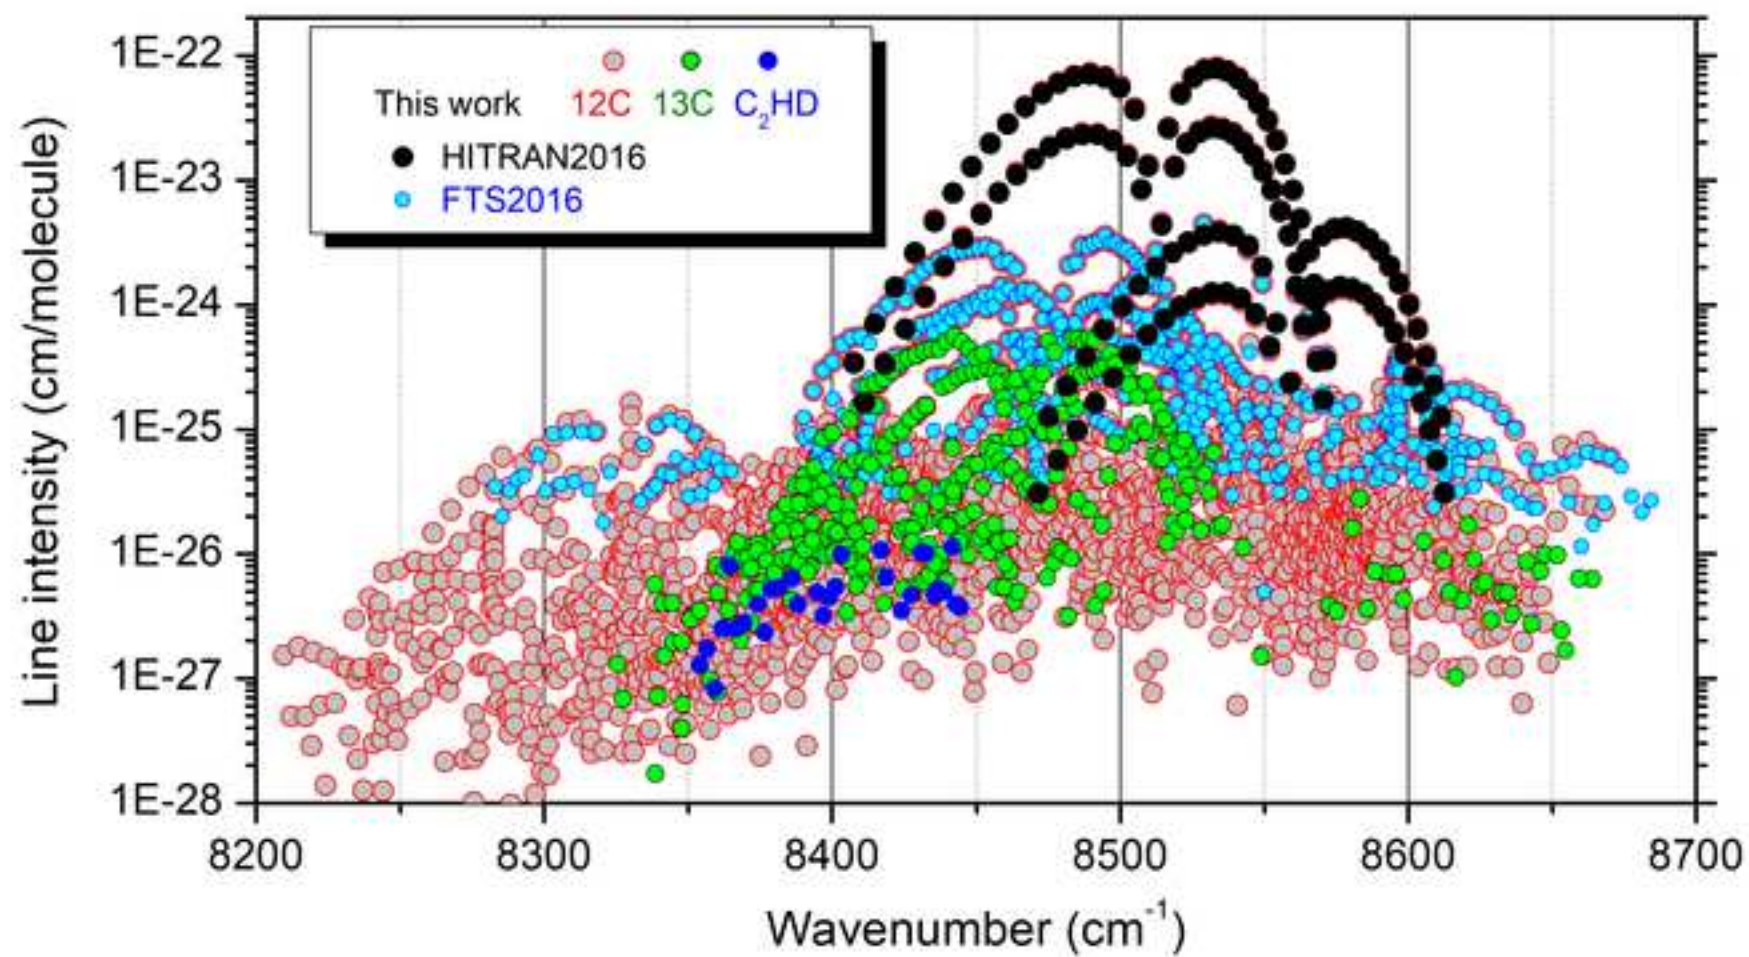 12C 13C C₂HD
This work
HITRAN2016
FTS2016
1E-22
1E-23
1E-24
1E-25
1E-26
1E-27
1E-28
Line intensity (cm/molecule)
8200 8300 8400 8500 8600 8700
Wavenumber (cm⁻¹)